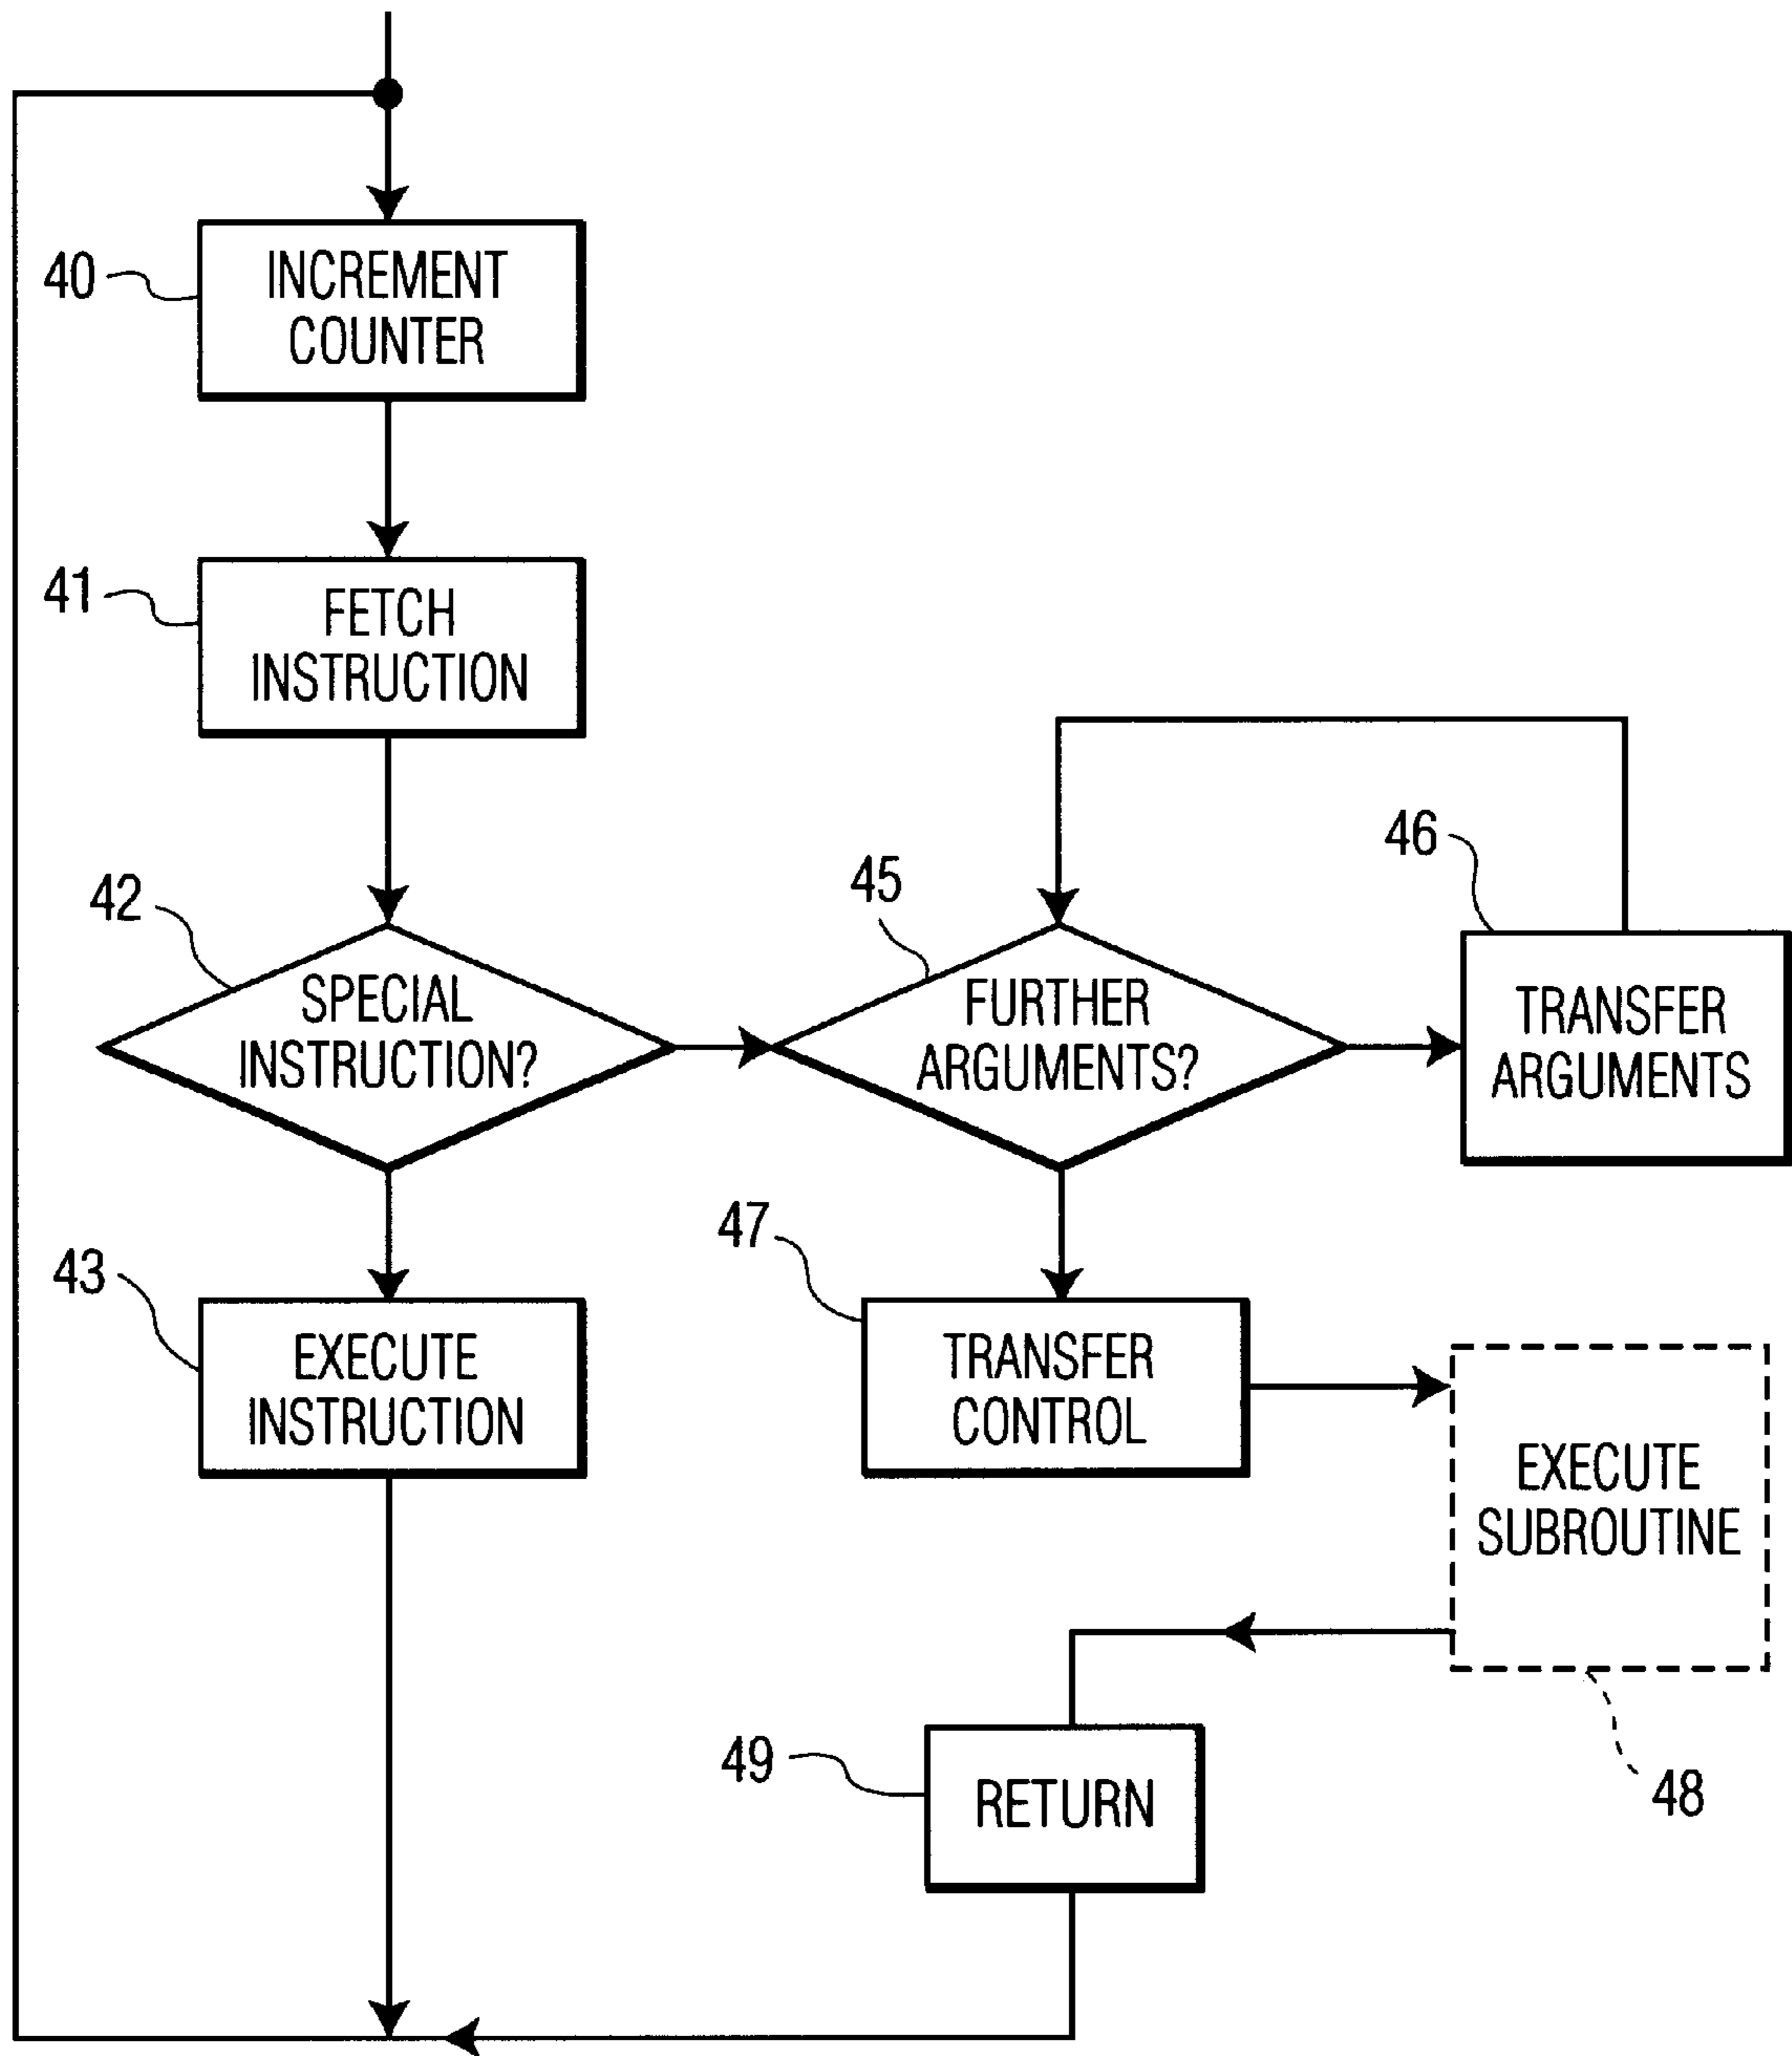 40
INCREMENT
COUNTER
41
FETCH
INSTRUCTION
42
SPECIAL
INSTRUCTION?
45
FURTHER
ARGUMENTS?
46
TRANSFER
ARGUMENTS
43
EXECUTE
INSTRUCTION
47
TRANSFER
CONTROL
EXECUTE
SUBROUTINE
48
49
RETURN